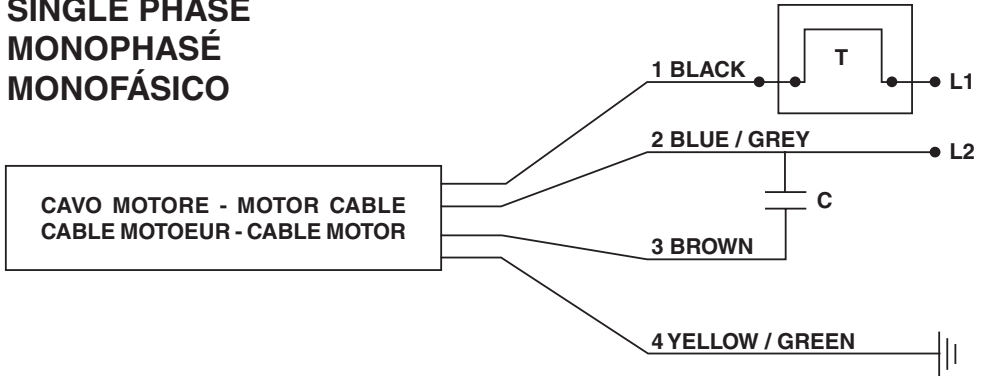 SINGLE PHASE
MONOPHASÉ
MONOFÁSICO
1 BLACK
T
L1
2 BLUE / GREY
L2
C
CAVO MOTORE - MOTOR CABLE
CABLE MOTOEUR - CABLE MOTOR
3 BROWN
4 YELLOW / GREEN